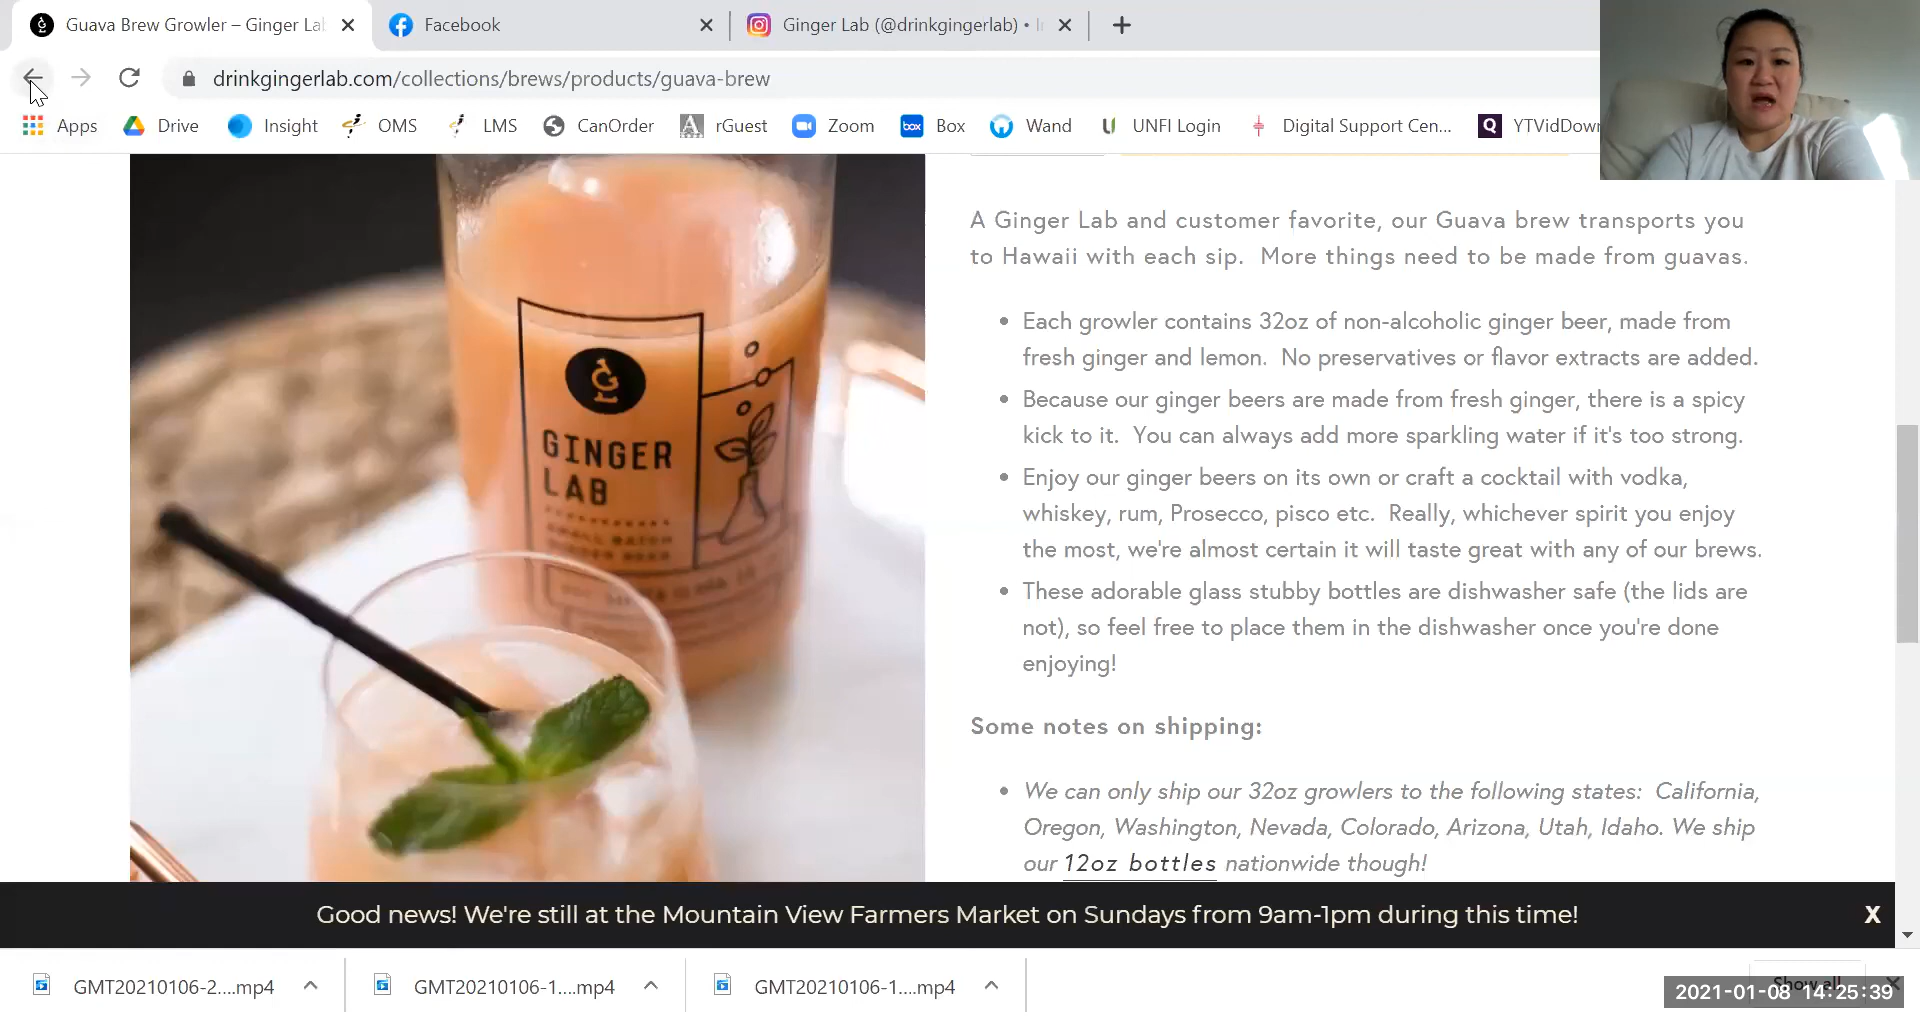 Guava Brew Growler – Ginger La
Facebook
Ginger Lab (@drinkgingerlab) •
drinkgingerlab.com/collections/brews/products/guava-brew
Apps
Drive
Insight
OMS
LMS
CanOrder
rGuest
Zoom
Box
Wand
UNFI Login
Digital Support Cen...
YTVidDow
A Ginger Lab and customer favorite, our Guava brew transports you
to Hawaii with each sip. More things need to be made from guavas.
• Each growler contains 32oz of non-alcoholic ginger beer, made from
fresh ginger and lemon. No preservatives or flavor extracts are added.
• Because our ginger beers are made from fresh ginger, there is a spicy
kick to it. You can always add more sparkling water if it's too strong.
• Enjoy our ginger beers on its own or craft a cocktail with vodka,
whiskey, rum, Prosecco, pisco etc. Really, whichever spirit you enjoy
the most, we're almost certain it will taste great with any of our brews.
• These adorable glass stubby bottles are dishwasher safe (the lids are
not), so feel free to place them in the dishwasher once you're done
enjoying!
Some notes on shipping:
• We can only ship our 32oz growlers to the following states: California,
Oregon, Washington, Nevada, Colorado, Arizona, Utah, Idaho. We ship
our 12oz bottles nationwide though!
GINGER
LAB
SMALL BATCH
GINGER BEER
Good news! We're still at the Mountain View Farmers Market on Sundays from 9am-1pm during this time!
X
GMT20210106-2....mp4
GMT20210106-1....mp4
GMT20210106-1....mp4
Show all
2021-01-08 14:25:39